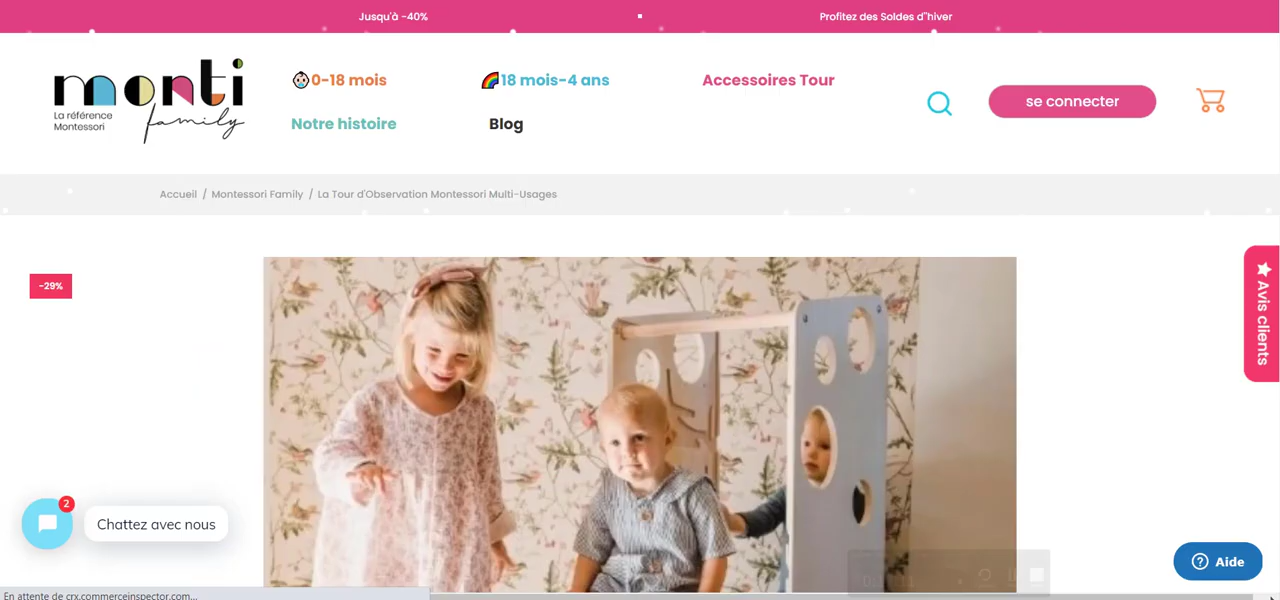 Jusqu'à -40%
Profitez des Soldes d"hiver
monti
family
La référence
Montessori
0-18 mois
18 mois-4 ans
Accessoires Tour
Notre histoire
Blog
se connecter
Accueil / Montessori Family / La Tour d'Observation Montessori Multi-Usages
-29%
Avis clients
2
Chattez avec nous
Aide
En attente de crx.commerceinspector.com...